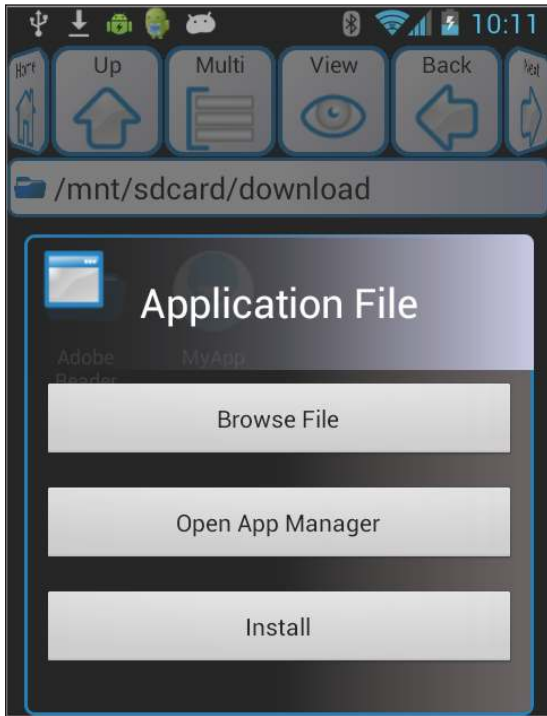 10:11
Home
Up
Multi
View
Back
Next
/mnt/sdcard/download
Application File
Adobe
Reader
MyApp
Browse File
Open App Manager
Install